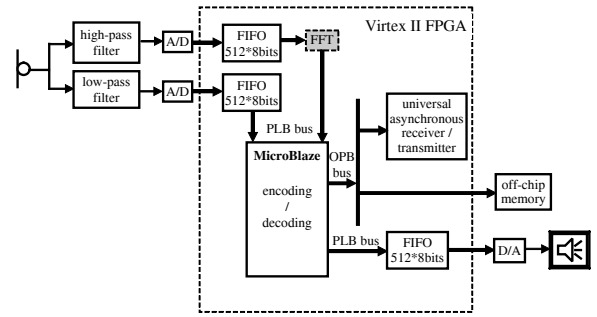 high-pass
filter
A/D
FIFO
512*8bits
FFT
Virtex II FPGA
low-pass
filter
A/D
FIFO
512*8bits
PLB bus
MicroBlaze
encoding
/
decoding
OPB
bus
universal
asynchronous
receiver /
transmitter
off-chip
memory
PLB bus
FIFO
512*8bits
D/A